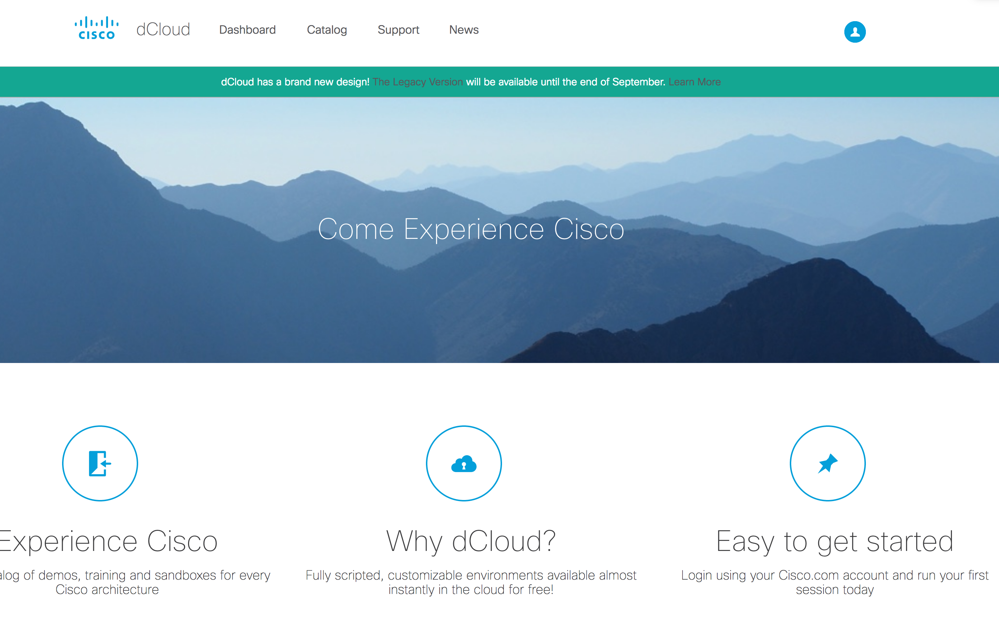 CISCO dCloud Dashboard Catalog Support News
dCloud has a brand new design! The Legacy Version will be available until the end of September. Learn More
Come Experience Cisco
Experience Cisco
of demos, training and sandboxes for every
Cisco architecture
Why dCloud?
Fully scripted, customizable environments available almost
instantly in the cloud for free!
Easy to get started
Login using your Cisco.com account and run your first
session today